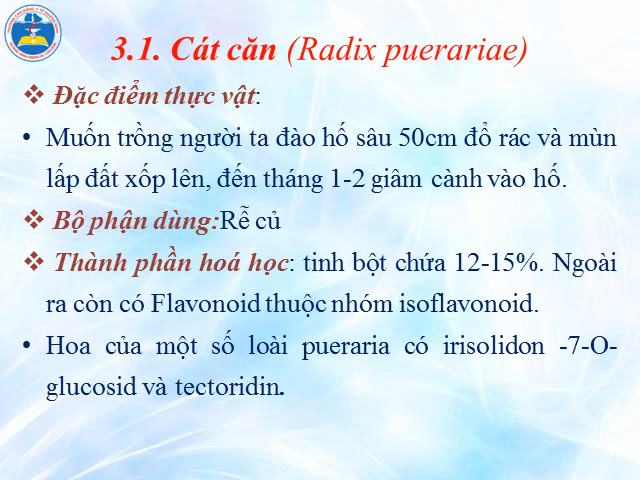 3.1. Cát căn (Radix puerariae)
❖ Đặc điểm thực vật:
• Muốn trồng người ta đào hố sâu 50cm đổ rác và mùn
lấp đất xốp lên, đến tháng 1-2 giâm cành vào hố.
❖ Bộ phận dùng:Rễ củ
❖ Thành phần hoá học: tinh bột chứa 12-15%. Ngoài
ra còn có Flavonoid thuộc nhóm isoflavonoid.
• Hoa của một số loài pueraria có irisolidon -7-O-
glucosid và tectoridin.